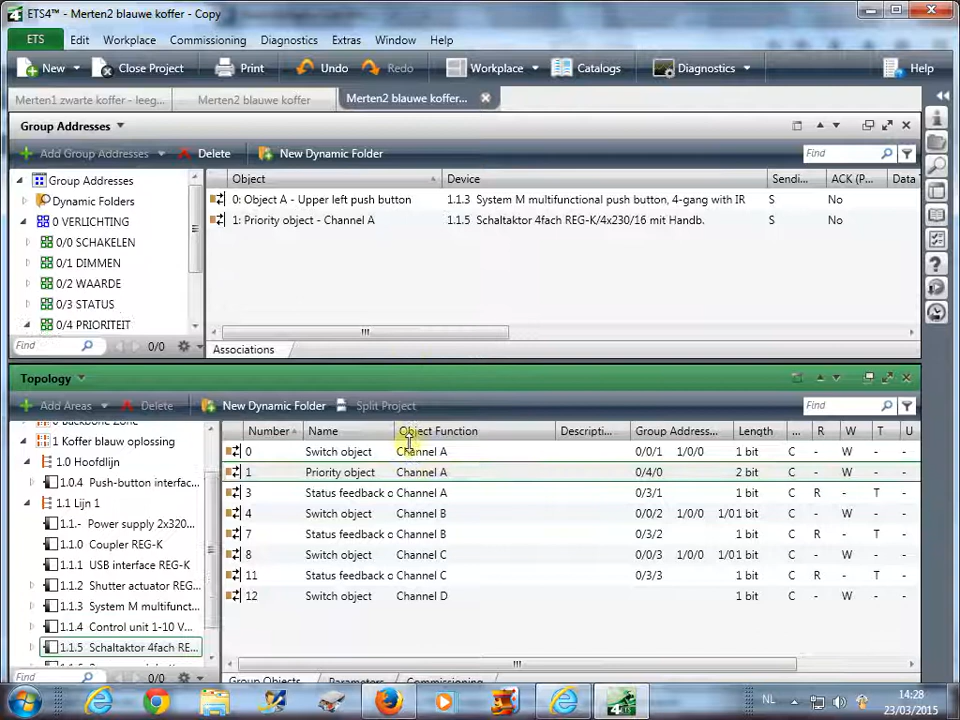 ETS4™ - Merten2 blauwe koffer - Copy
ETS Edit Workplace Commissioning Diagnostics Extras Window Help
New Close Project Print Undo Redo Workplace Catalogs Diagnostics Help
Merten1 zwarte koffer - leeg... Merten2 blauwe koffer Merten2 blauwe koffer...
Group Addresses
Add Group Addresses Delete New Dynamic Folder Find
Group Addresses
Dynamic Folders
0 VERLICHTING
0/0 SCHAKELEN
0/1 DIMMEN
0/2 WAARDE
0/3 STATUS
0/4 PRIORITEIT
Find 0/0
Object Device Sendi... ACK (P... Data
0: Object A - Upper left push button 1.1.3 System M multifunctional push button, 4-gang with IR S No
1: Priority object - Channel A 1.1.5 Schaltaktor 4fach REG-K/4x230/16 mit Handb. S No
Associations
Topology
Add Areas Delete New Dynamic Folder Split Project Find
0 Backbone Zone
1 Koffer blauw oplossing
1.0 Hoofdlijn
1.0.4 Push-button interfac...
1.1 Lijn 1
1.1.- Power supply 2x320...
1.1.0 Coupler REG-K
1.1.1 USB interface REG-K
1.1.2 Shutter actuator REG...
1.1.3 System M multifunct...
1.1.4 Control unit 1-10 V...
1.1.5 Schaltaktor 4fach RE...
Find 0/0
Number Name Object Function Descripti... Group Address... Length ... R W T U
0 Switch object Channel A 0/0/1 1/0/0 1 bit C - W - -
1 Priority object Channel A 0/4/0 2 bit C - W - -
3 Status feedback o Channel A 0/3/1 1 bit C R - T -
4 Switch object Channel B 0/0/2 1/0/0 1/0 1 bit C - W - -
7 Status feedback o Channel B 0/3/2 1 bit C R - T -
8 Switch object Channel C 0/0/3 1/0/0 1/0 1 bit C - W - -
11 Status feedback o Channel C 0/3/3 1 bit C R - T -
12 Switch object Channel D 1 bit C - W - -
Group Objects Parameters Commissioning
NL 14:28
23/03/2015